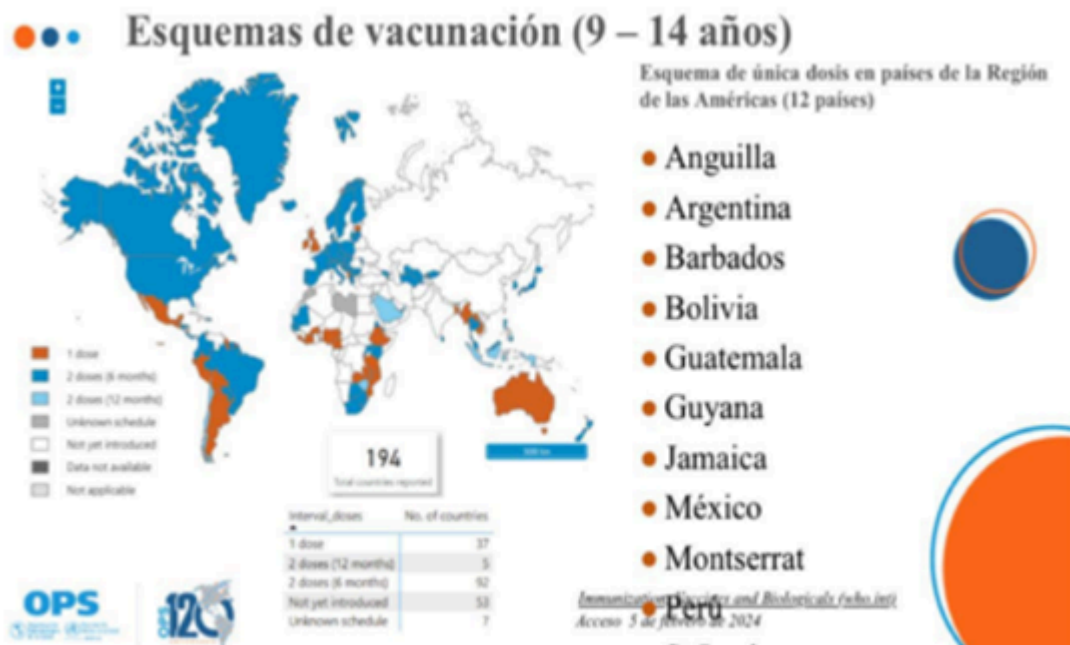 Esquemas de vacunación (9 – 14 años)
Esquema de única dosis en países de la Región
de las Américas (12 países)
Anguilla
Argentina
Barbados
Bolivia
Guatemala
Guyana
Jamaica
México
Montserrat
Perú
1 dose
2 doses (6 months)
2 doses (12 months)
Unknown schedule
Not yet introduced
Data not available
Not applicable
194
Total countries reported
Interval_doses No. of countries
1 dose 37
2 doses (12 months) 5
2 doses (6 months) 92
Not yet introduced 53
Unknown schedule 7
Immunization Vaccines and Biologicals (who.int)
Acceso 5 de febrero de 2024
OPS
OPS
120